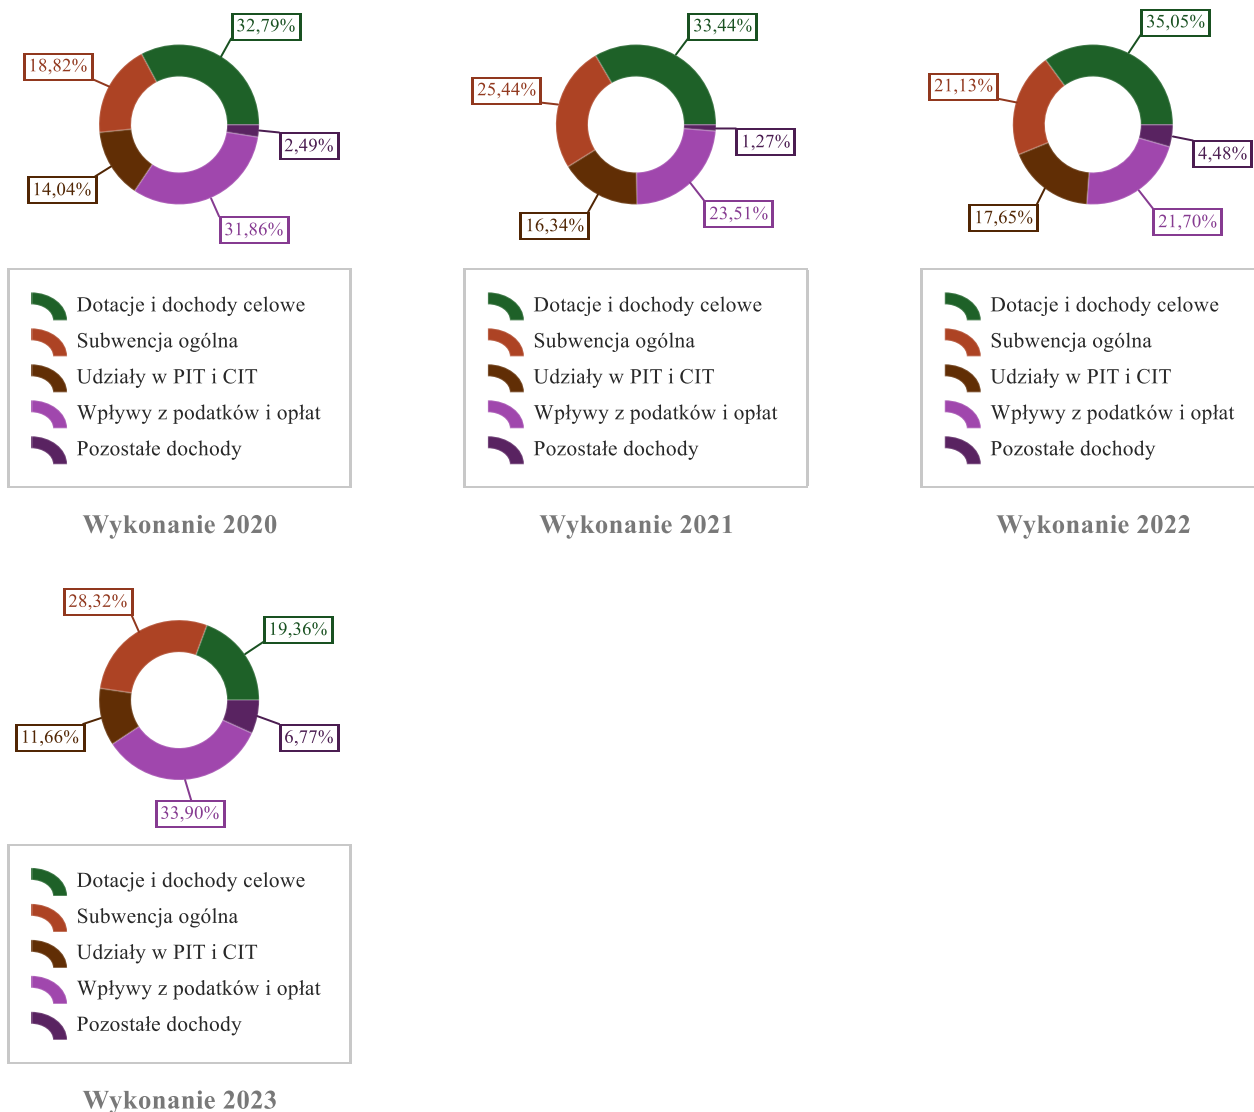 32,79%
18,82%
2,49%
14,04%
31,86%
Dotacje i dochody celowe
Subwencja ogólna
Udziały w PIT i CIT
Wpływy z podatków i opłat
Pozostałe dochody
Wykonanie 2020
33,44%
25,44%
1,27%
16,34%
23,51%
Dotacje i dochody celowe
Subwencja ogólna
Udziały w PIT i CIT
Wpływy z podatków i opłat
Pozostałe dochody
Wykonanie 2021
35,05%
21,13%
4,48%
17,65%
21,70%
Dotacje i dochody celowe
Subwencja ogólna
Udziały w PIT i CIT
Wpływy z podatków i opłat
Pozostałe dochody
Wykonanie 2022
28,32%
19,36%
11,66%
6,77%
33,90%
Dotacje i dochody celowe
Subwencja ogólna
Udziały w PIT i CIT
Wpływy z podatków i opłat
Pozostałe dochody
Wykonanie 2023